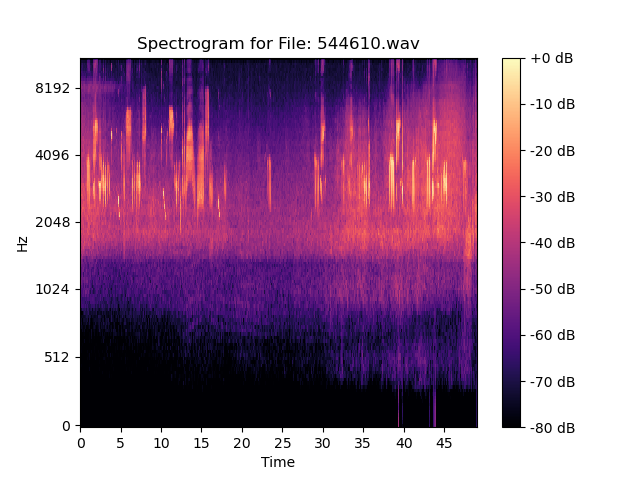 Spectrogram for File: 544610.wav
+0 dB
8192
-10 dB
4096
-20 dB
-30 dB
2048
Hz
-40 dB
1024
-50 dB
-60 dB
512
-70 dB
0
-80 dB
0 5 10 15 20 25 30 35 40 45
Time